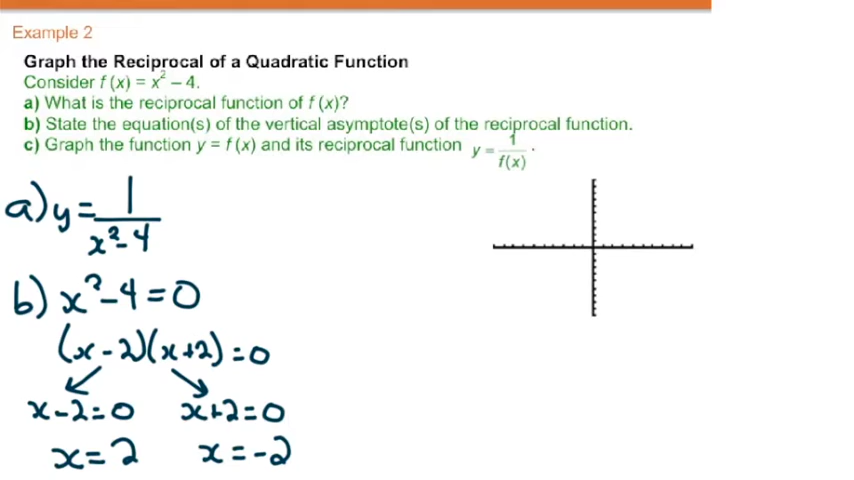 Example 2
Graph the Reciprocal of a Quadratic Function
Consider f (x) = x² – 4.
a) What is the reciprocal function of f (x)?
b) State the equation(s) of the vertical asymptote(s) of the reciprocal function.
c) Graph the function y = f (x) and its reciprocal function y = 1/f(x).
a) y = 1/x²-4
b) x²-4=0
(x-2)(x+2)=0
x-2=0 x+2=0
x=2 x=-2